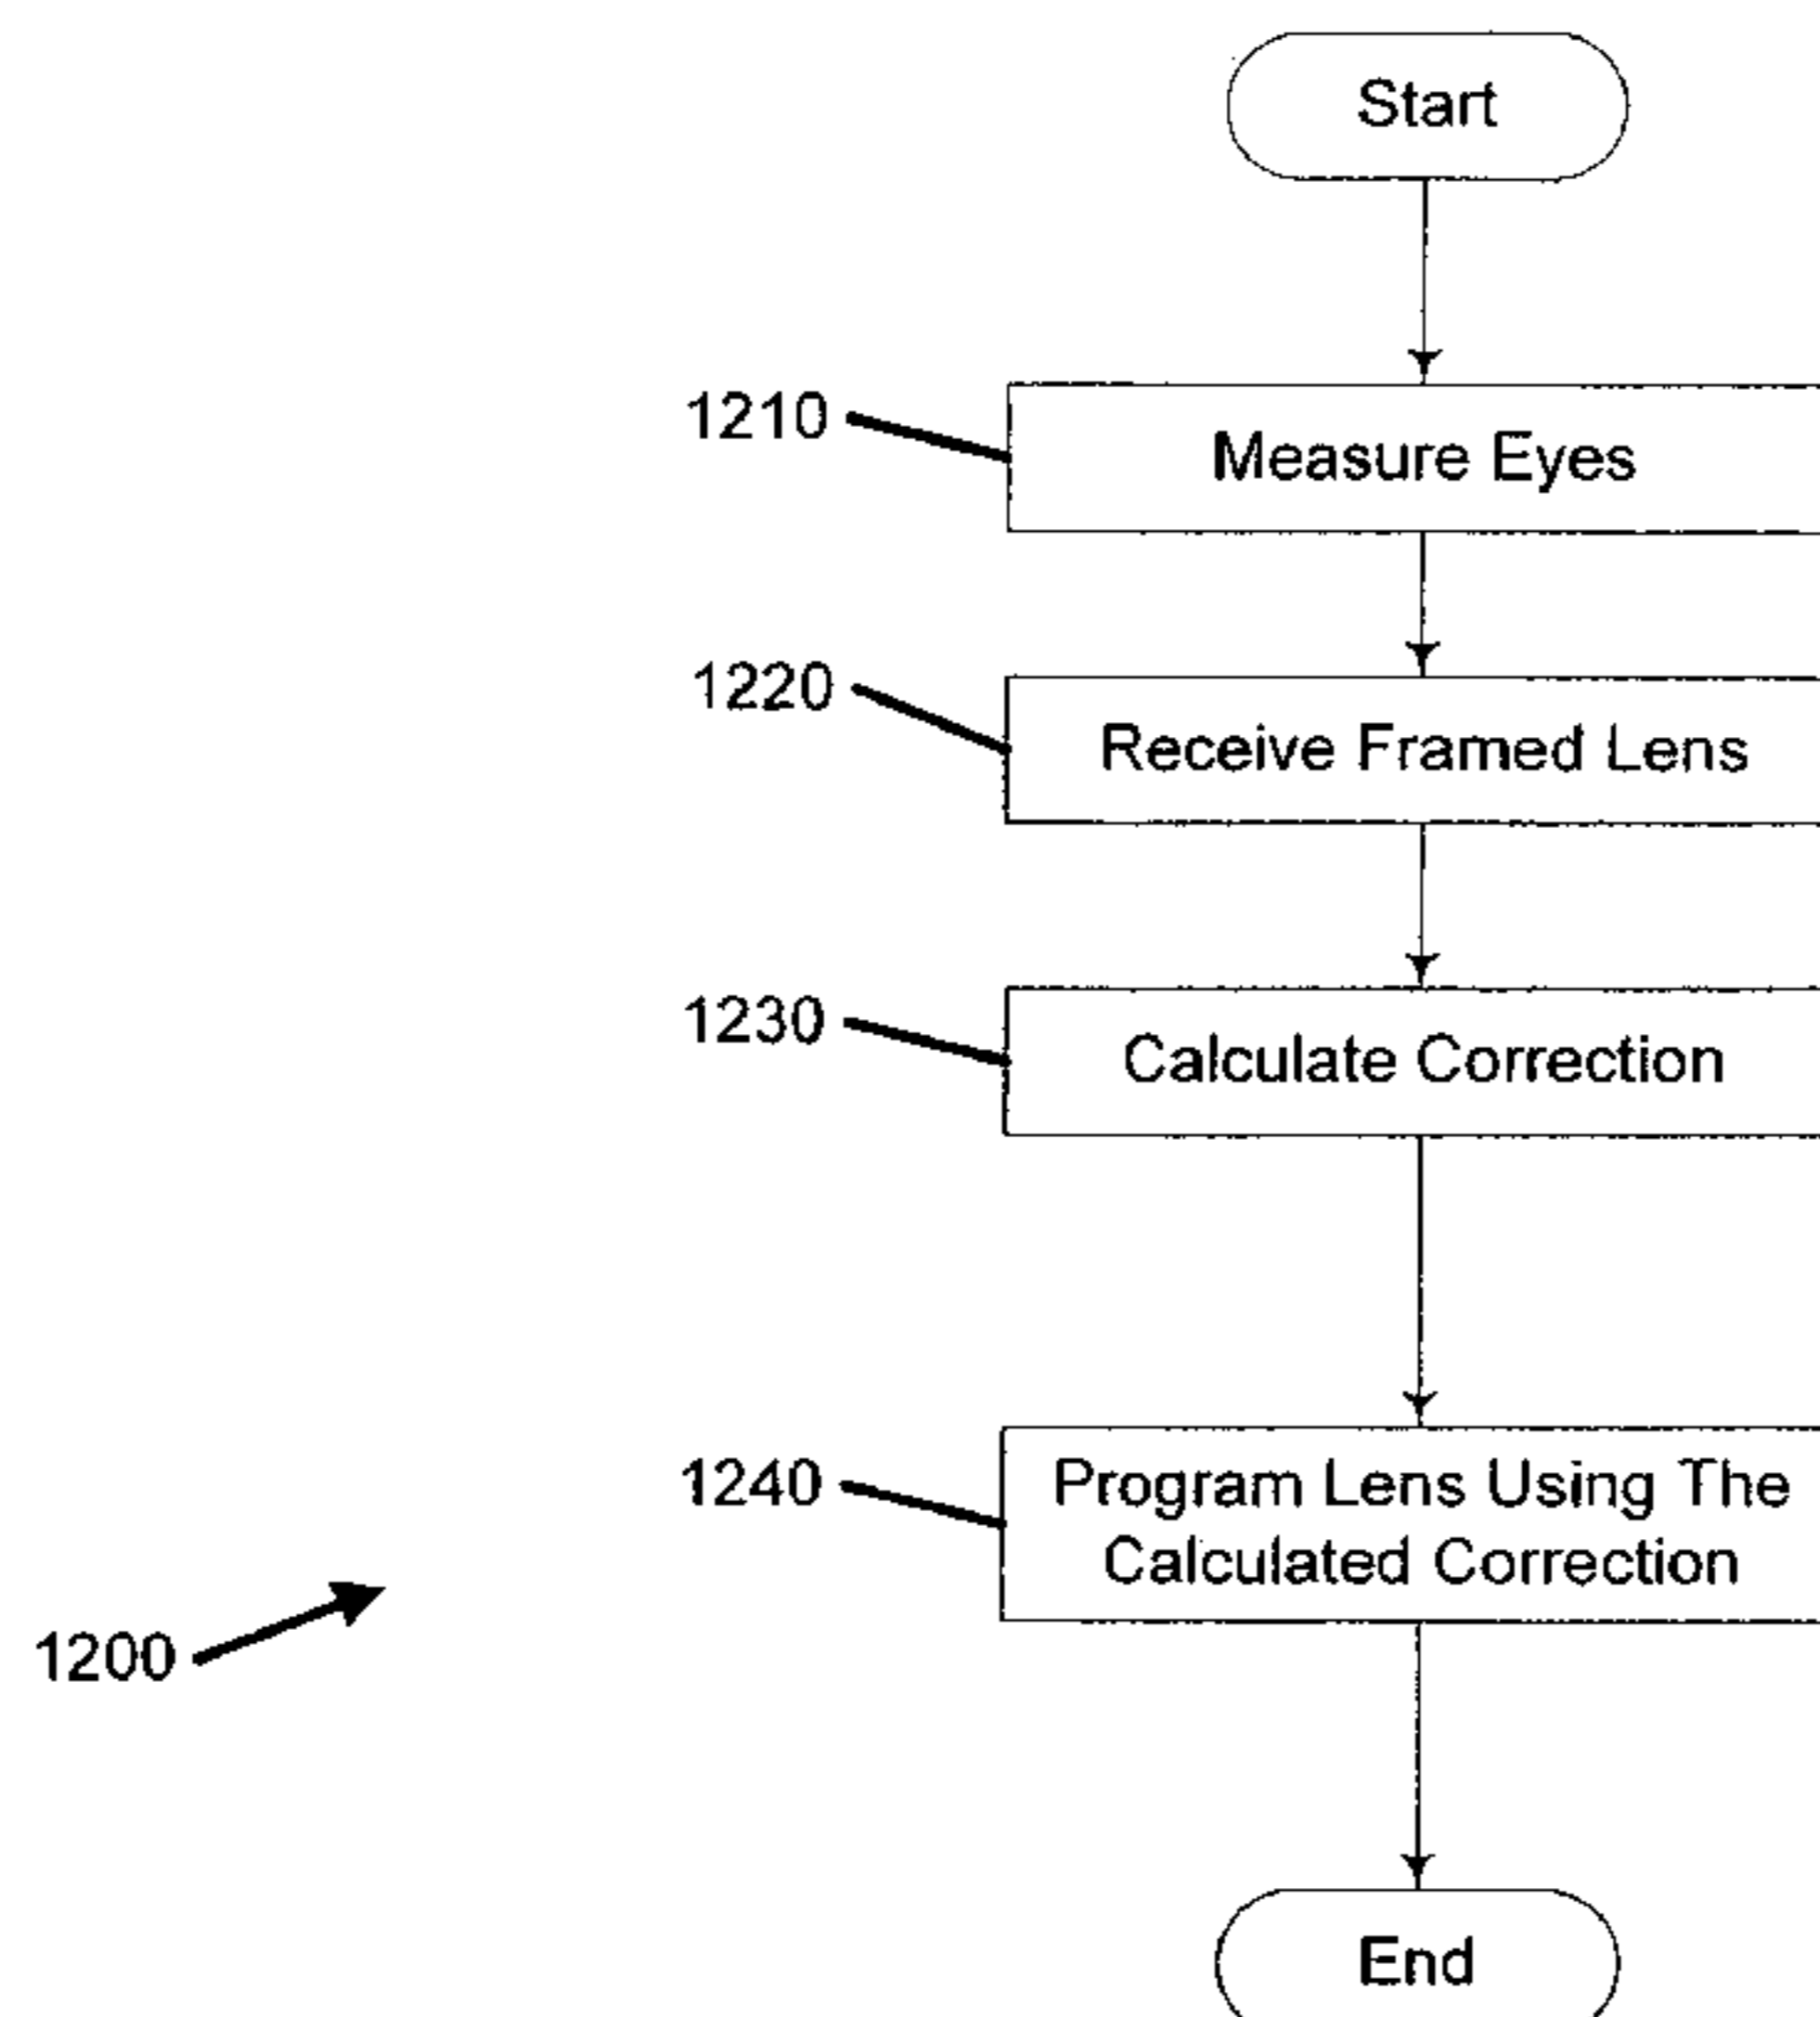 Start
1210
Measure Eyes
1220
Receive Framed Lens
1230
Calculate Correction
1240
Program Lens Using The
Calculated Correction
1200
End